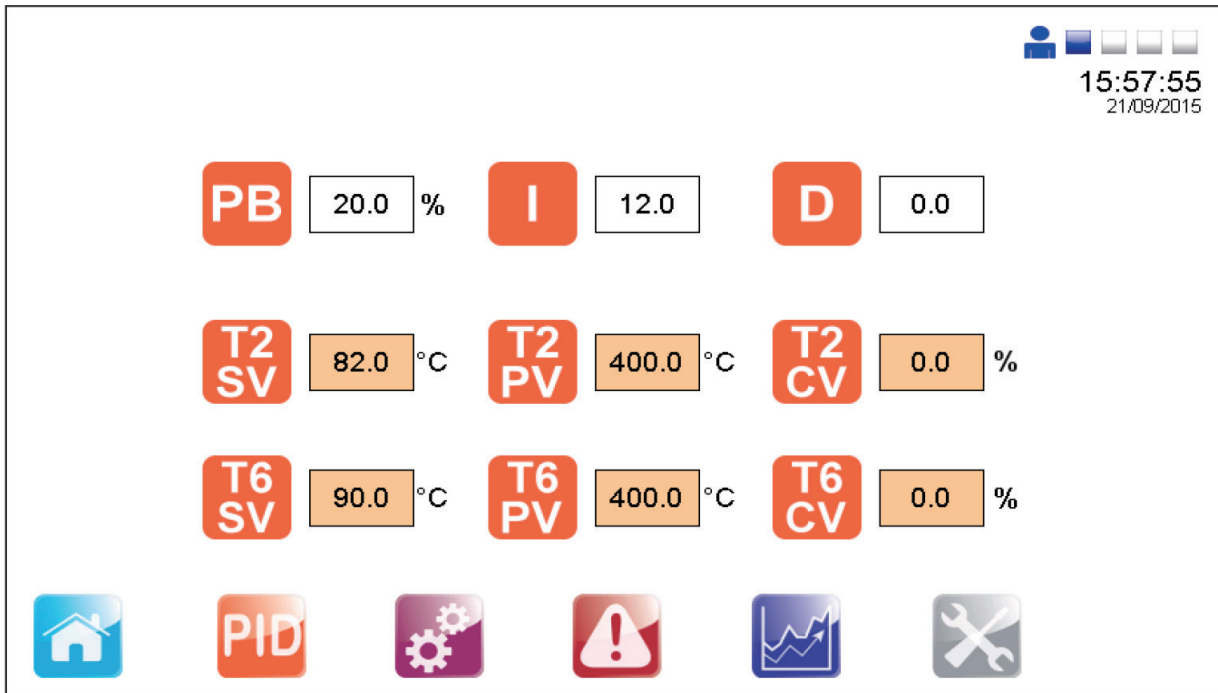 15:57:55
21/09/2015
PB 20.0 % I 12.0 D 0.0
T2 SV 82.0 °C T2 PV 400.0 °C T2 CV 0.0 %
T6 SV 90.0 °C T6 PV 400.0 °C T6 CV 0.0 %
PID